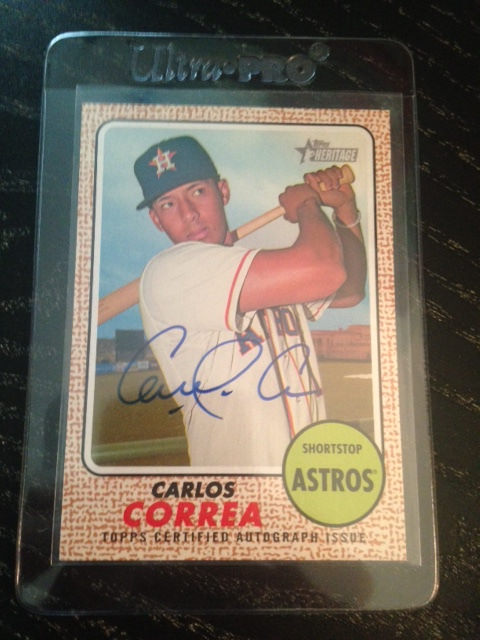 Ultra-PRO®
Topps
HERITAGE
H
CARLOS
CORREA
SHORTSTOP
ASTROS
TOPPS CERTIFIED AUTOGRAPH ISSUE